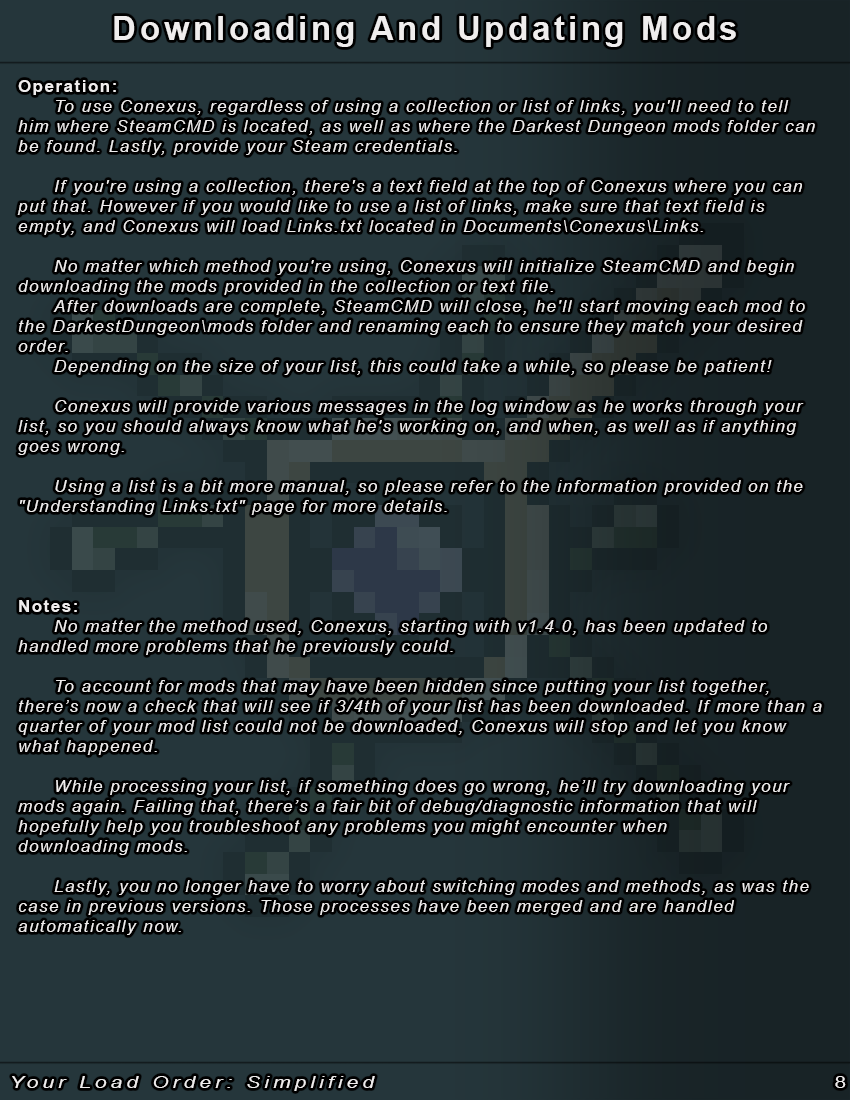 Downloading And Updating Mods
Operation:
To use Conexus, regardless of using a collection or list of links, you'll need to tell
him where SteamCMD is located, as well as where the Darkest Dungeon mods folder can
be found. Lastly, provide your Steam credentials.
If you're using a collection, there's a text field at the top of Conexus where you can
put that. However if you would like to use a list of links, make sure that text field is
empty, and Conexus will load Links.txt located in Documents\Conexus\Links.
No matter which method you're using, Conexus will initialize SteamCMD and begin
downloading the mods provided in the collection or text file.
After downloads are complete, SteamCMD will close, he'll start moving each mod to
the DarkestDungeon\mods folder and renaming each to ensure they match your desired
order.
Depending on the size of your list, this could take a while, so please be patient!
Conexus will provide various messages in the log window as he works through your
list, so you should always know what he's working on, and when, as well as if anything
goes wrong.
Using a list is a bit more manual, so please refer to the information provided on the
"Understanding Links.txt" page for more details.
Notes:
No matter the method used, Conexus, starting with v1.4.0, has been updated to
handled more problems that he previously could.
To account for mods that may have been hidden since putting your list together,
there’s now a check that will see if 3/4th of your list has been downloaded. If more than a
quarter of your mod list could not be downloaded, Conexus will stop and let you know
what happened.
While processing your list, if something does go wrong, he’ll try downloading your
mods again. Failing that, there’s a fair bit of debug/diagnostic information that will
hopefully help you troubleshoot any problems you might encounter when
downloading mods.
Lastly, you no longer have to worry about switching modes and methods, as was the
case in previous versions. Those processes have been merged and are handled
automatically now.
Your Load Order: Simplified
8